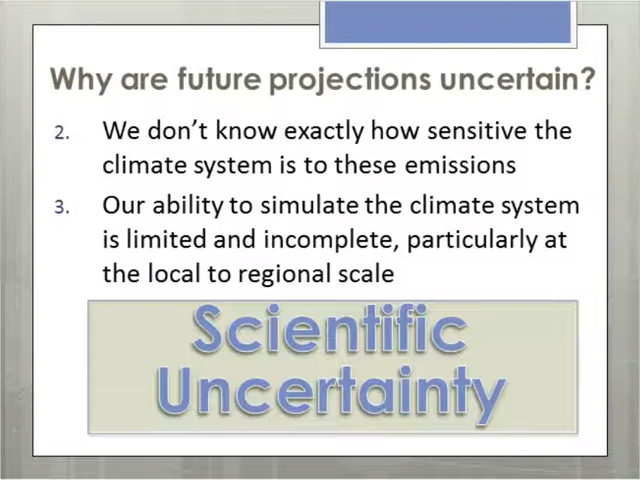 Why are future projections uncertain?
2. We don't know exactly how sensitive the
climate system is to these emissions
3. Our ability to simulate the climate system
is limited and incomplete, particularly at
the local to regional scale
Scientific
Uncertainty